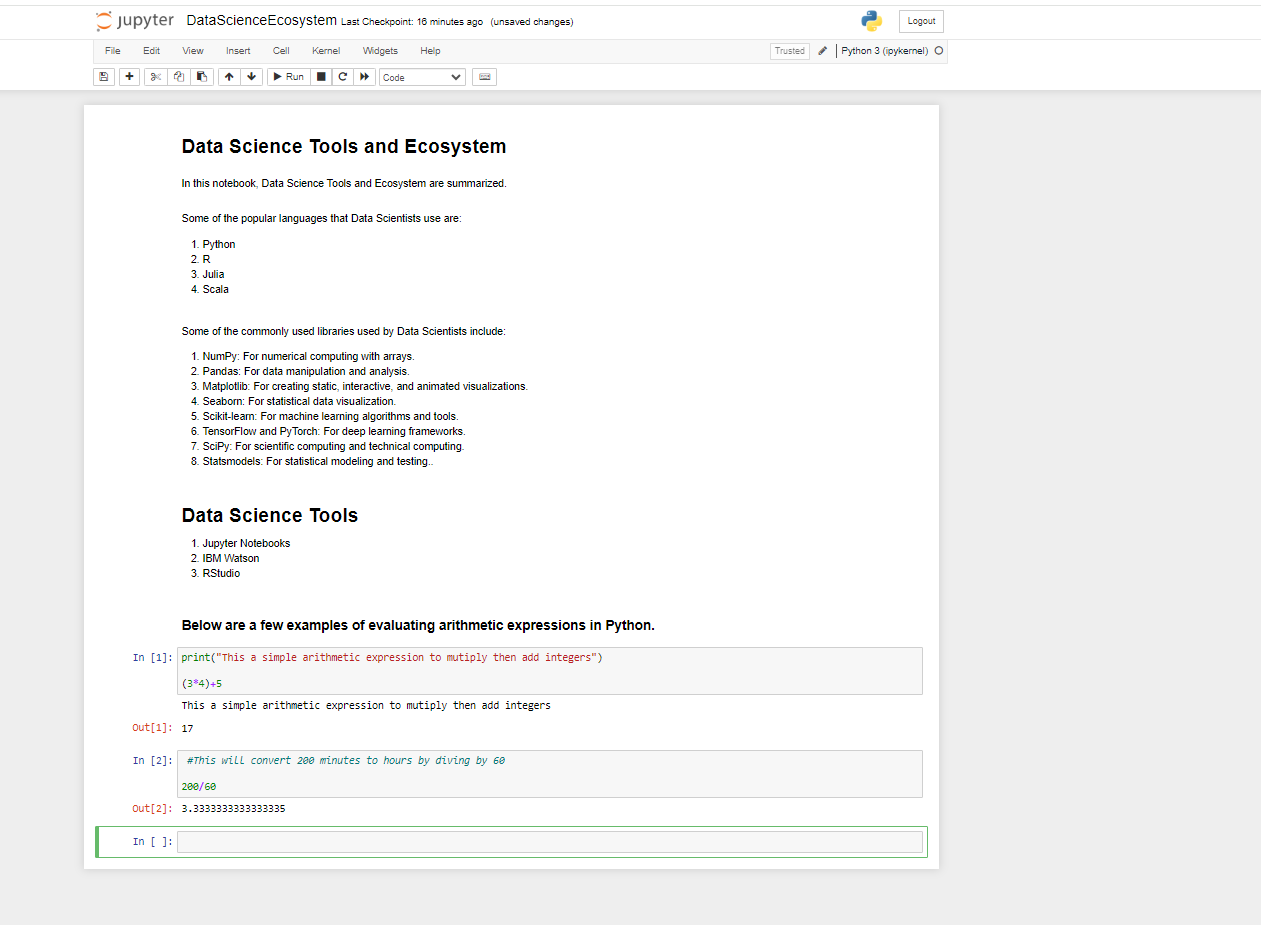 jupyter DataScienceEcosystem Last Checkpoint: 16 minutes ago (unsaved changes) Logout
File Edit View Insert Cell Kernel Widgets Help Trusted Python 3 (ipykernel)
Run Code
Data Science Tools and Ecosystem
In this notebook, Data Science Tools and Ecosystem are summarized.
Some of the popular languages that Data Scientists use are:
1. Python
2. R
3. Julia
4. Scala
Some of the commonly used libraries used by Data Scientists include:
1. NumPy: For numerical computing with arrays.
2. Pandas: For data manipulation and analysis.
3. Matplotlib: For creating static, interactive, and animated visualizations.
4. Seaborn: For statistical data visualization.
5. Scikit-learn: For machine learning algorithms and tools.
6. TensorFlow and PyTorch: For deep learning frameworks.
7. SciPy: For scientific computing and technical computing.
8. Statsmodels: For statistical modeling and testing..
Data Science Tools
1. Jupyter Notebooks
2. IBM Watson
3. RStudio
Below are a few examples of evaluating arithmetic expressions in Python.
In [1]: print("This a simple arithmetic expression to mutiply then add integers")
(3*4)+5
This a simple arithmetic expression to mutiply then add integers
Out[1]: 17
In [2]: #This will convert 200 minutes to hours by diving by 60
200/60
Out[2]: 3.3333333333333335
In [ ]: